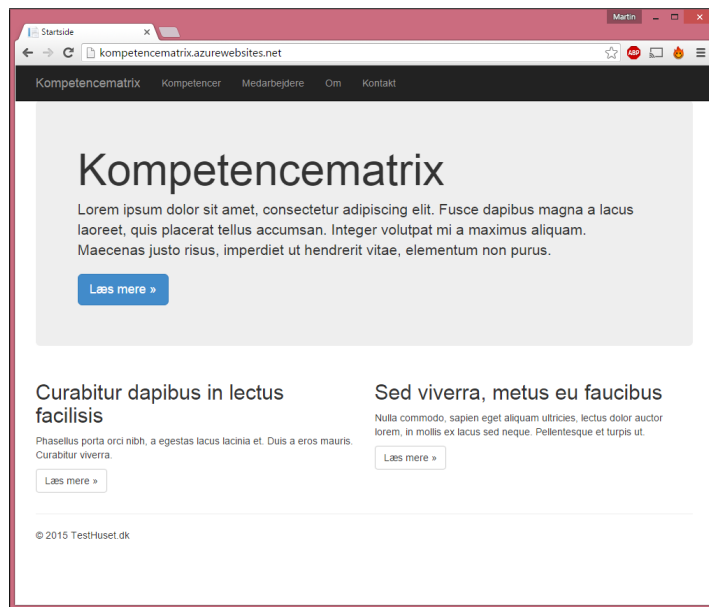 Martin
Startside
kompetencematrix.azurewebsites.net
ABP
Kompetencematrix Kompetencer Medarbejdere Om Kontakt
Kompetencematrix
Lorem ipsum dolor sit amet, consectetur adipiscing elit. Fusce dapibus magna a lacus
laoreet, quis placerat tellus accumsan. Integer volutpat mi a maximus aliquam.
Maecenas justo risus, imperdiet ut hendrerit vitae, elementum non purus.
Læs mere »
Curabitur dapibus in lectus
facilisis
Phasellus porta orci nibh, a egestas lacus lacinia et. Duis a eros mauris.
Curabitur viverra.
Læs mere »
Sed viverra, metus eu faucibus
Nulla commodo, sapien eget aliquam ultricies, lectus dolor auctor
lorem, in mollis ex lacus sed neque. Pellentesque et turpis ut.
Læs mere »
© 2015 TestHuset.dk